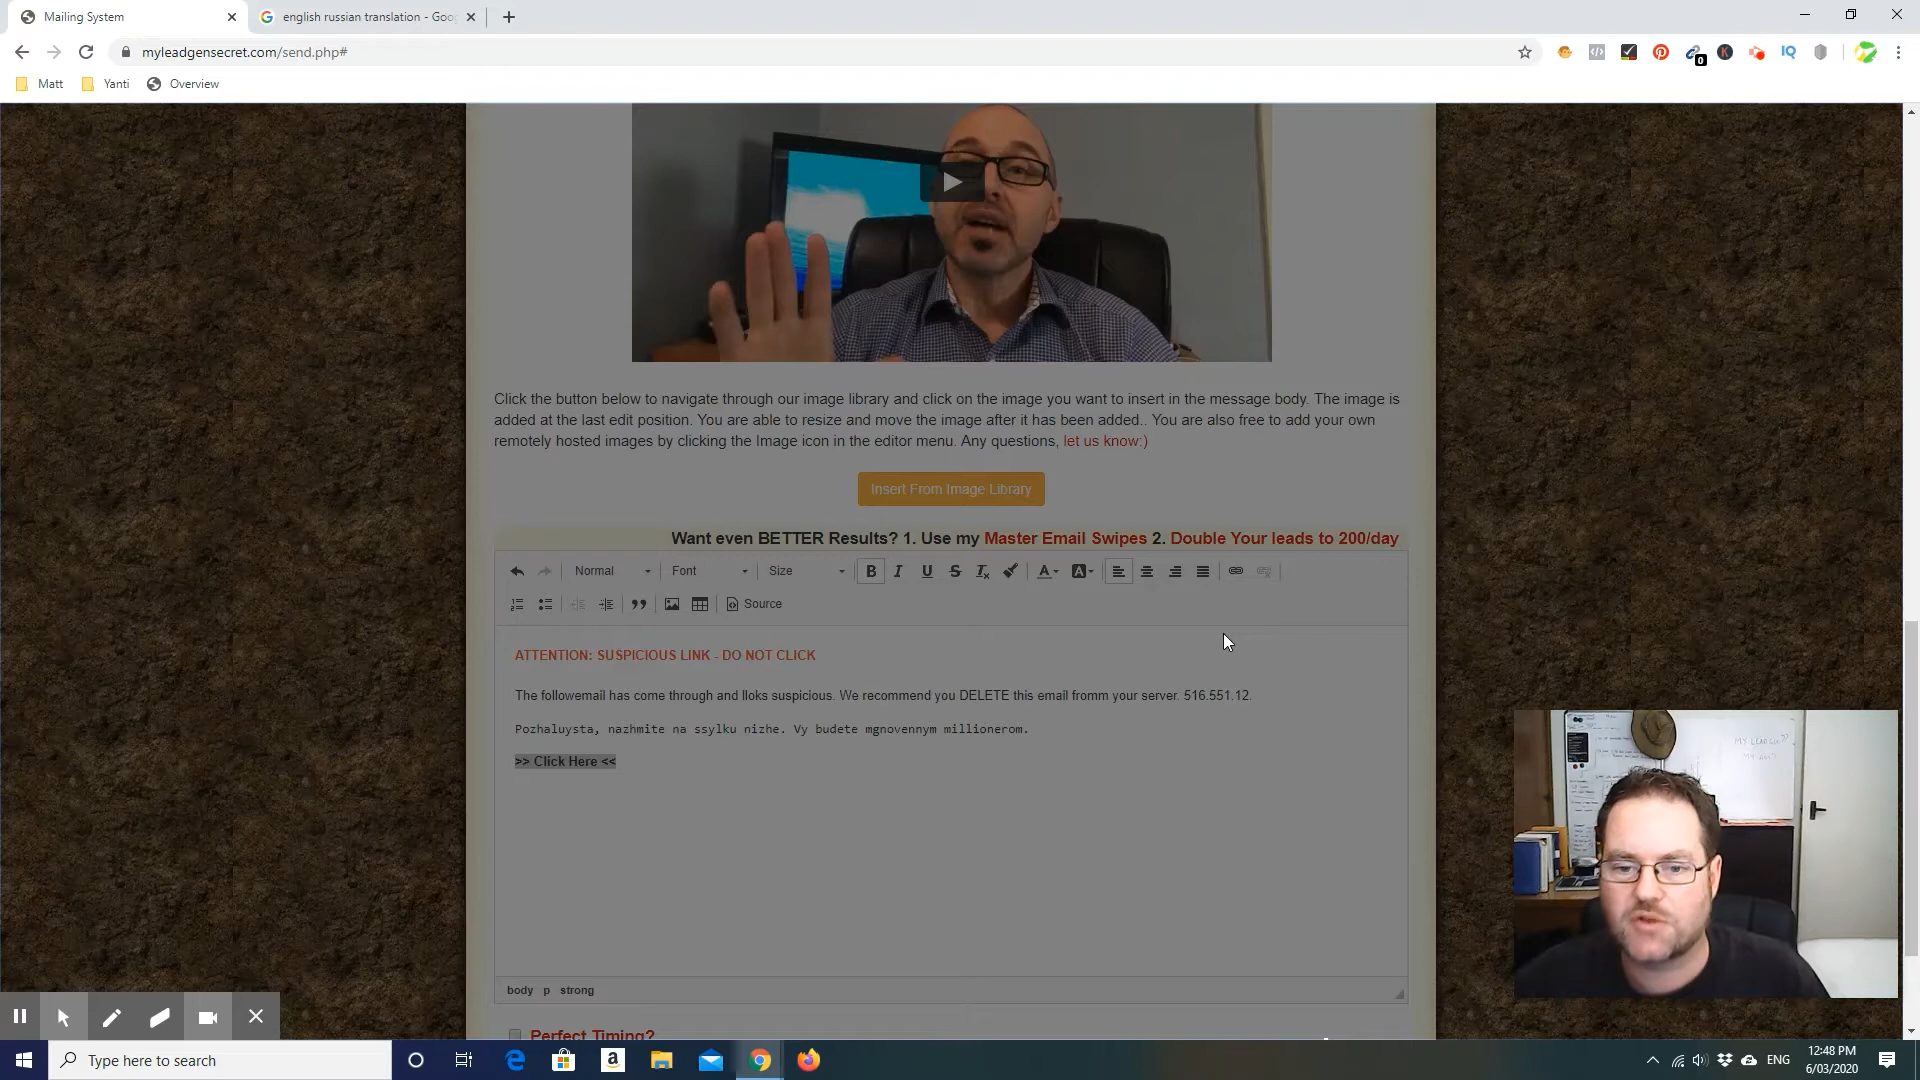 Mailing System
english russian translation - Goo
myleadgensecret.com/send.php#
Matt
Yanti
Overview
Click the button below to navigate through our image library and click on the image you want to insert in the message body. The image is
added at the last edit position. You are able to resize and move the image after it has been added.. You are also free to add your own
remotely hosted images by clicking the Image icon in the editor menu. Any questions, let us know:)
Insert From Image Library
Want even BETTER Results? 1. Use my Master Email Swipes 2. Double Your leads to 200/day
Normal
Font
Size
Source
ATTENTION: SUSPICIOUS LINK - DO NOT CLICK
The followemail has come through and lloks suspicious. We recommend you DELETE this email fromm your server. 516.551.12.
Pozhaluysta, nazhmite na ssylku nizhe. Vy budete mgnovennym millionerom.
>> Click Here <<
body p strong
Perfect Timing?
Type here to search
ENG
12:48 PM
6/03/2020